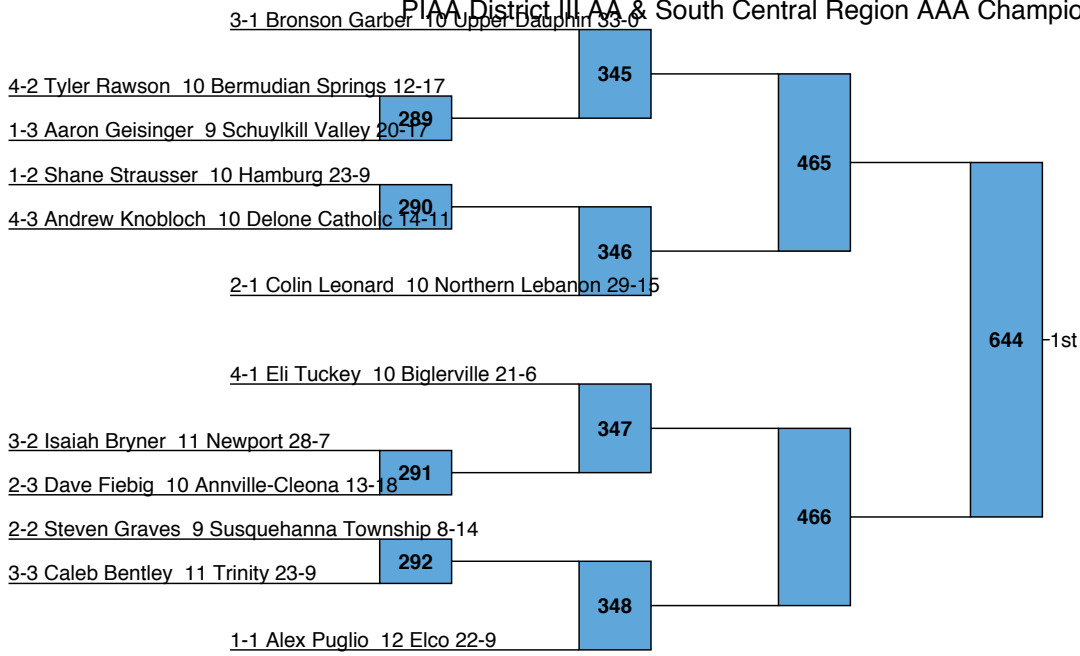 PIAA District III AA & South Central Region AAA Champio
3-1 Bronson Garber 10 Upper Dauphin 33-0
345
4-2 Tyler Rawson 10 Bermudian Springs 12-17
289
1-3 Aaron Geisinger 9 Schuylkill Valley 20-17
465
1-2 Shane Strausser 10 Hamburg 23-9
290
4-3 Andrew Knobloch 10 Delone Catholic 14-11
346
2-1 Colin Leonard 10 Northern Lebanon 29-15
644
1st
4-1 Eli Tuckey 10 Biglerville 21-6
347
3-2 Isaiah Bryner 11 Newport 28-7
291
2-3 Dave Fiebig 10 Annville-Cleona 13-18
466
2-2 Steven Graves 9 Susquehanna Township 8-14
292
3-3 Caleb Bentley 11 Trinity 23-9
348
1-1 Alex Puglio 12 Elco 22-9